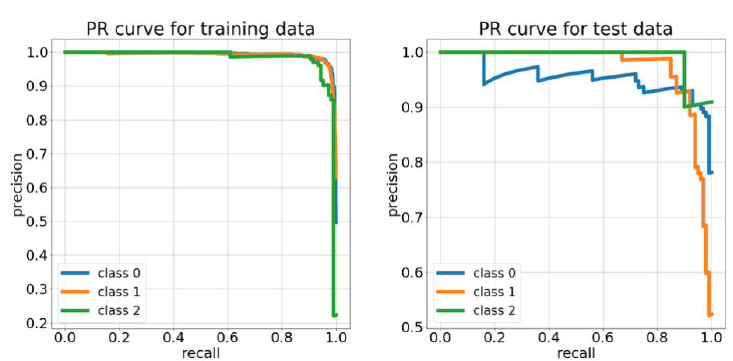 PR curve for training data
1.0
0.9
0.8
0.7
0.6
0.5
0.4
0.3
0.2
precision
class 0
class 1
class 2
0.0 0.2 0.4 0.6 0.8 1.0
recall
PR curve for test data
1.0
0.9
0.8
0.7
0.6
0.5
precision
class 0
class 1
class 2
0.0 0.2 0.4 0.6 0.8 1.0
recall